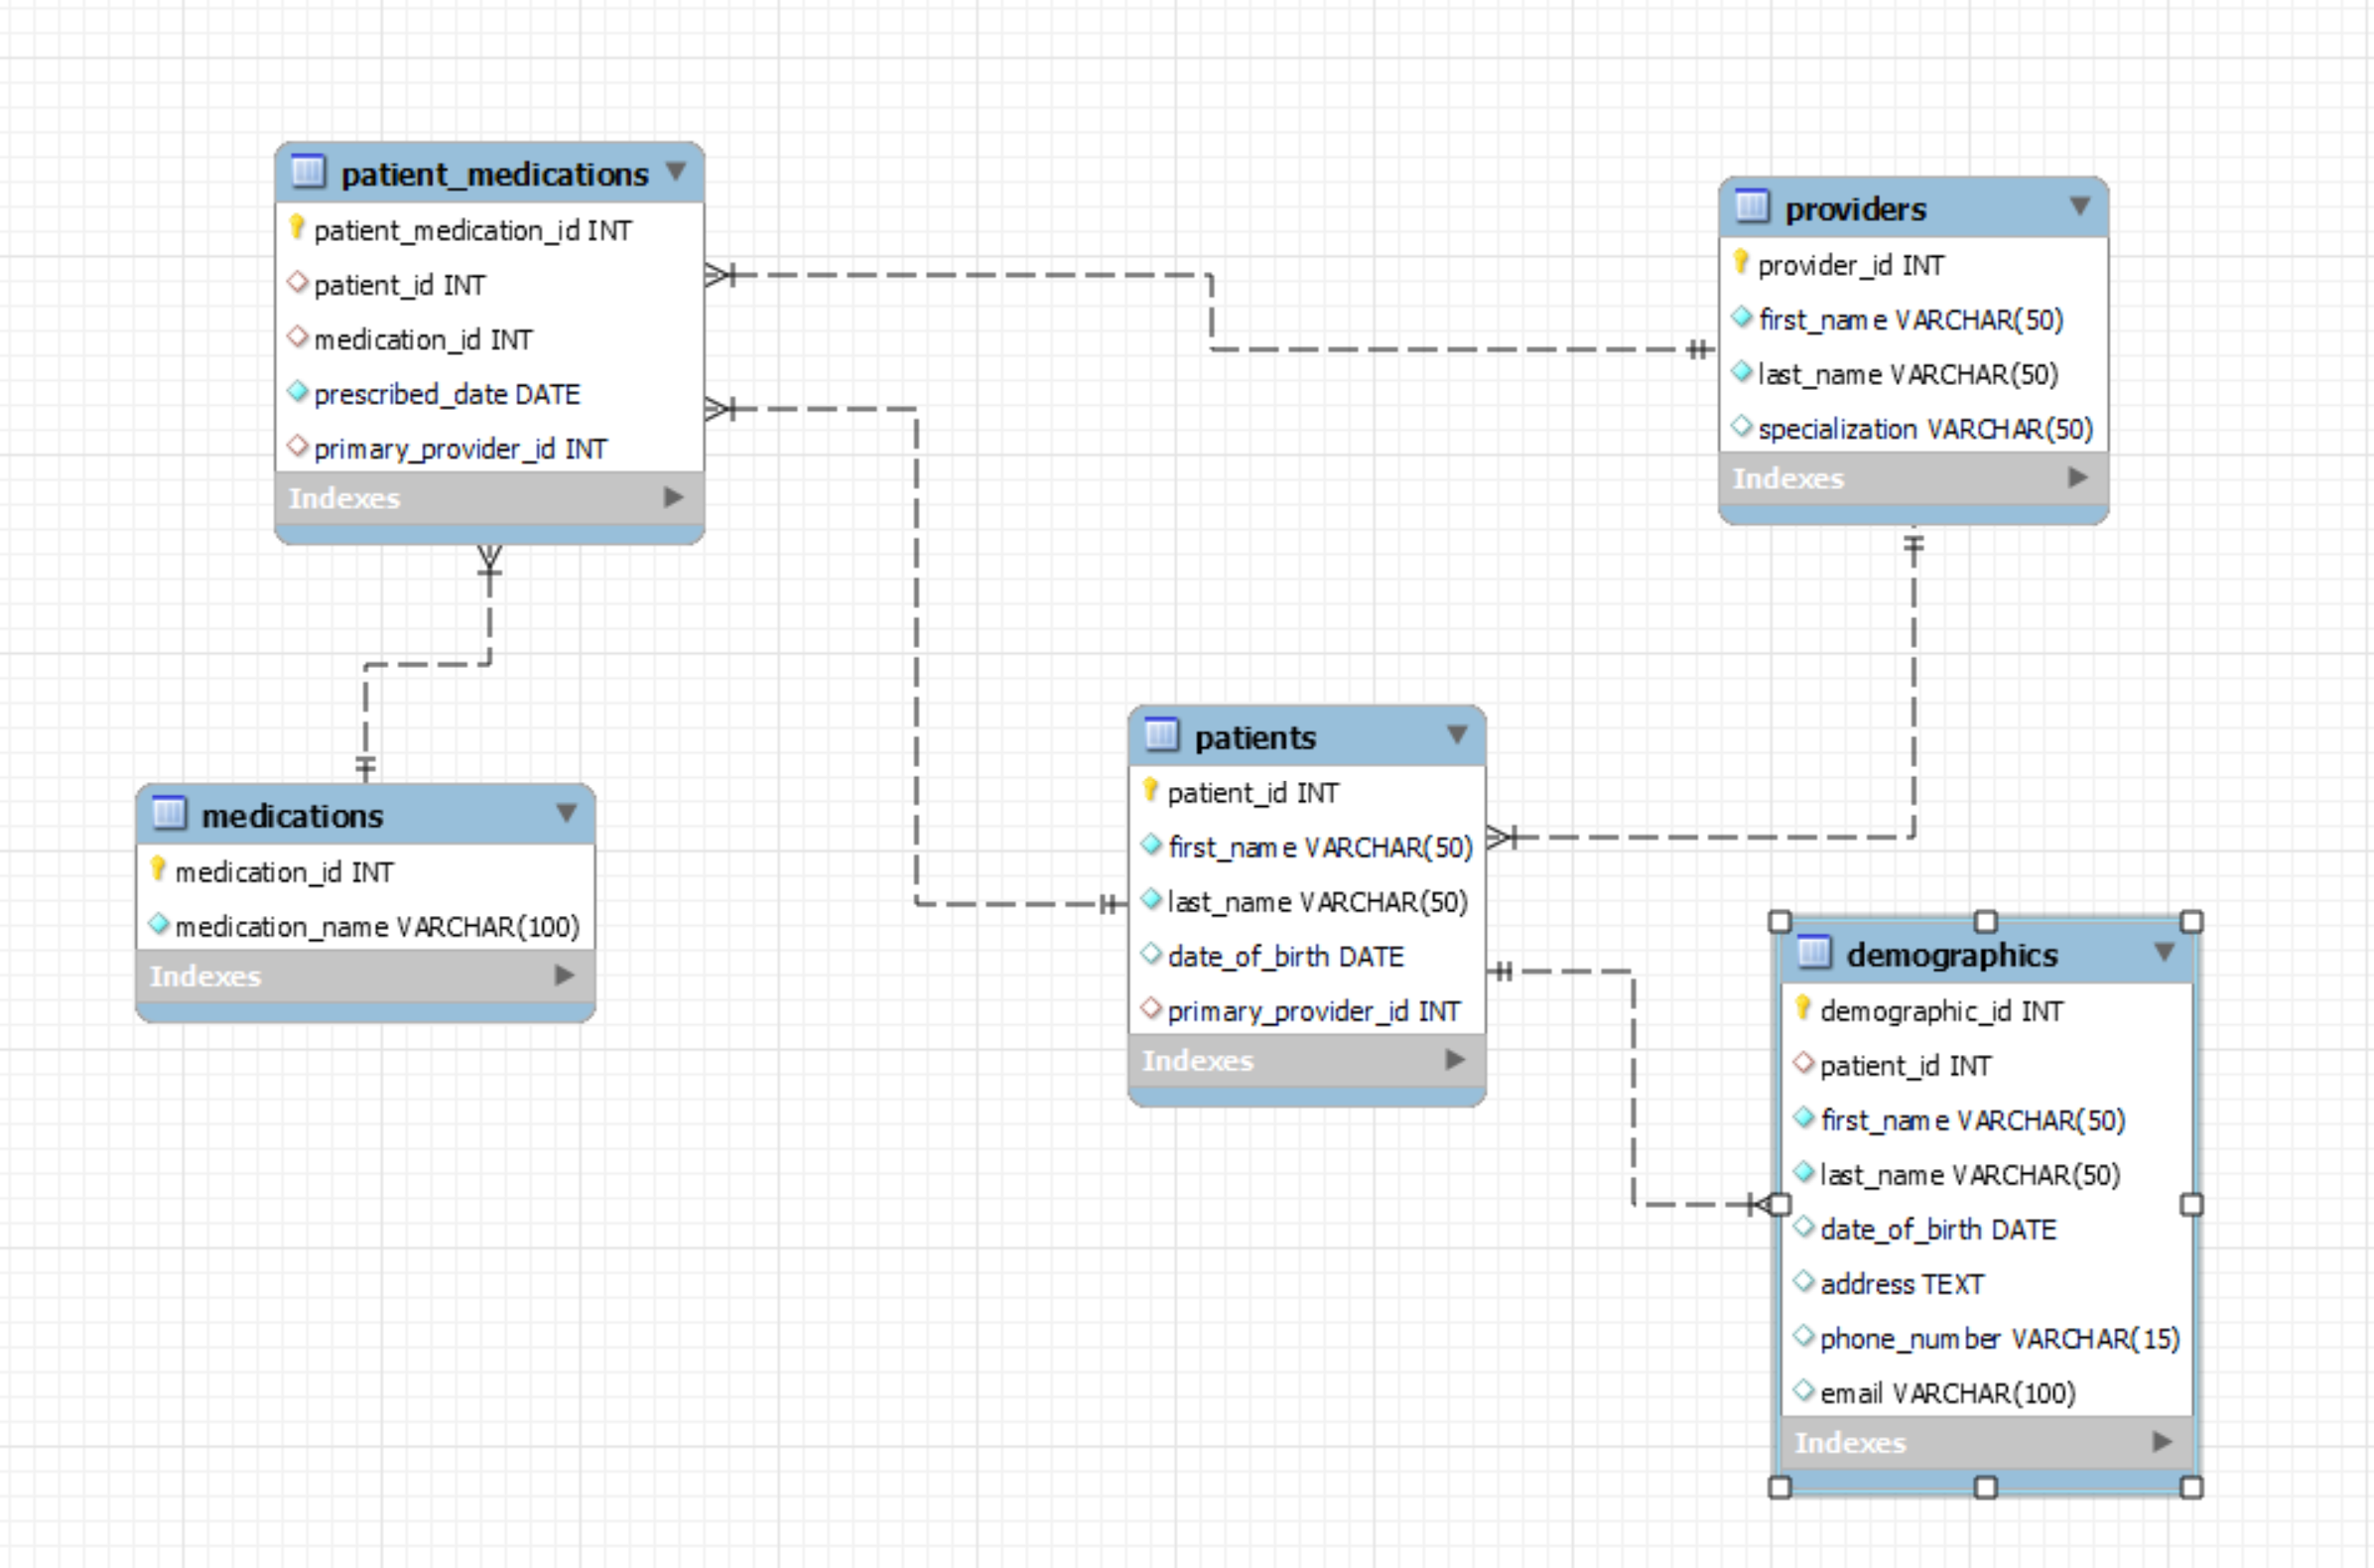 patient_medications
patient_medication_id INT
patient_id INT
medication_id INT
prescribed_date DATE
primary_provider_id INT
Indexes
providers
provider_id INT
first_name VARCHAR(50)
last_name VARCHAR(50)
specialization VARCHAR(50)
Indexes
medications
medication_id INT
medication_name VARCHAR(100)
Indexes
patients
patient_id INT
first_name VARCHAR(50)
last_name VARCHAR(50)
date_of_birth DATE
primary_provider_id INT
Indexes
demographics
demographic_id INT
patient_id INT
first_name VARCHAR(50)
last_name VARCHAR(50)
date_of_birth DATE
address TEXT
phone_number VARCHAR(15)
email VARCHAR(100)
Indexes